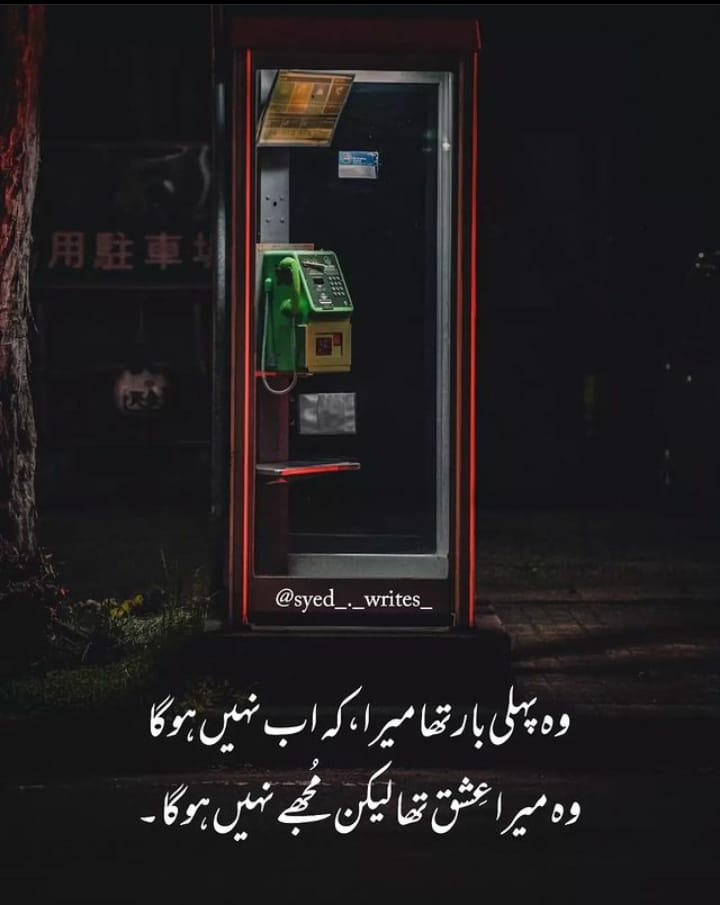 用駐車場
@syed_._writes_
وہ پہلی بار تھا میرا، کہ اب نہیں ہوگا
وہ میرا عِشق تھا لیکن مُجھے نہیں ہوگا۔